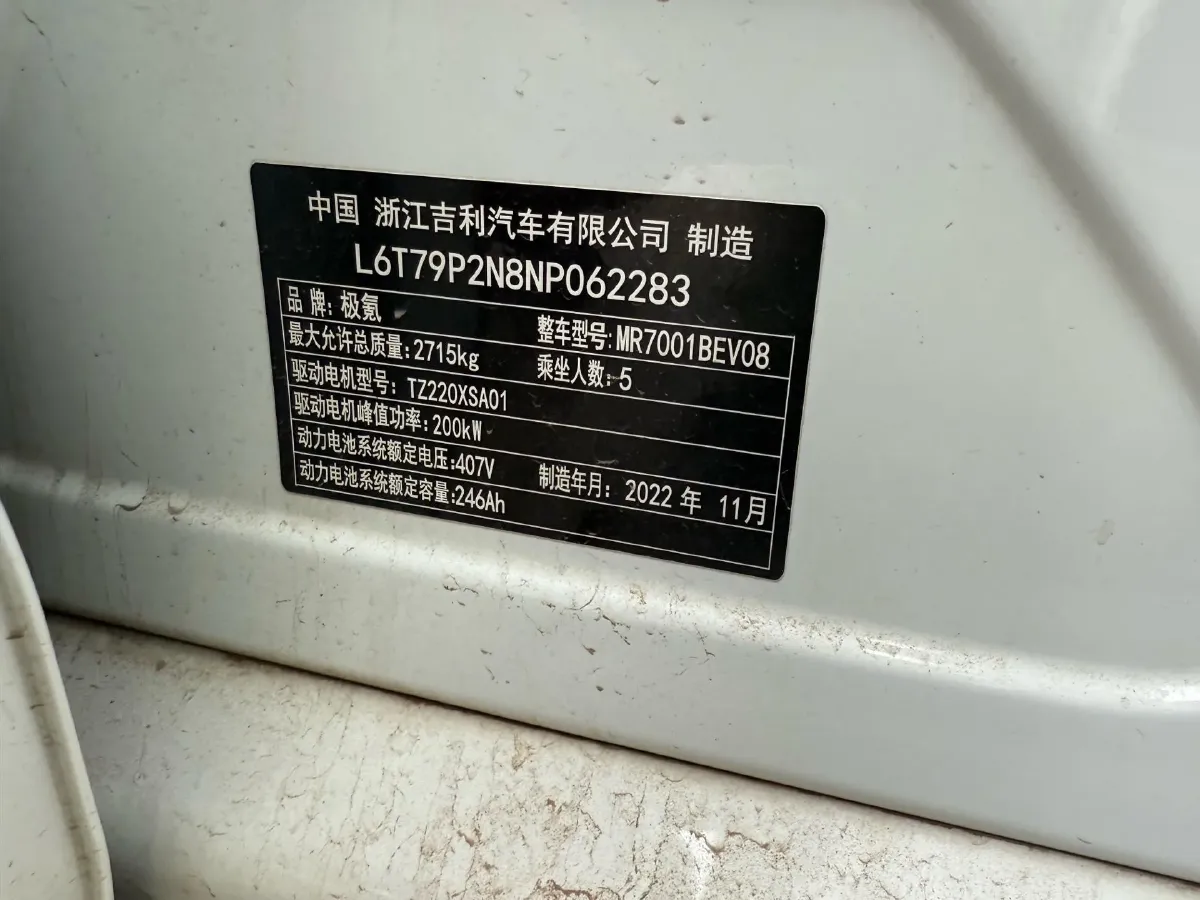 中国 浙江吉利汽车有限公司 制造
L6T79P2N8NP062283
品牌：极氪 整车型号：MR7001BEV08
最大允许总质量：2715kg 乘坐人数：5
驱动电机型号：TZ220XSA01
驱动电机峰值功率：200kW
动力电池系统额定电压：407V 制造年月：2022年 11月
动力电池系统额定容量：246Ah